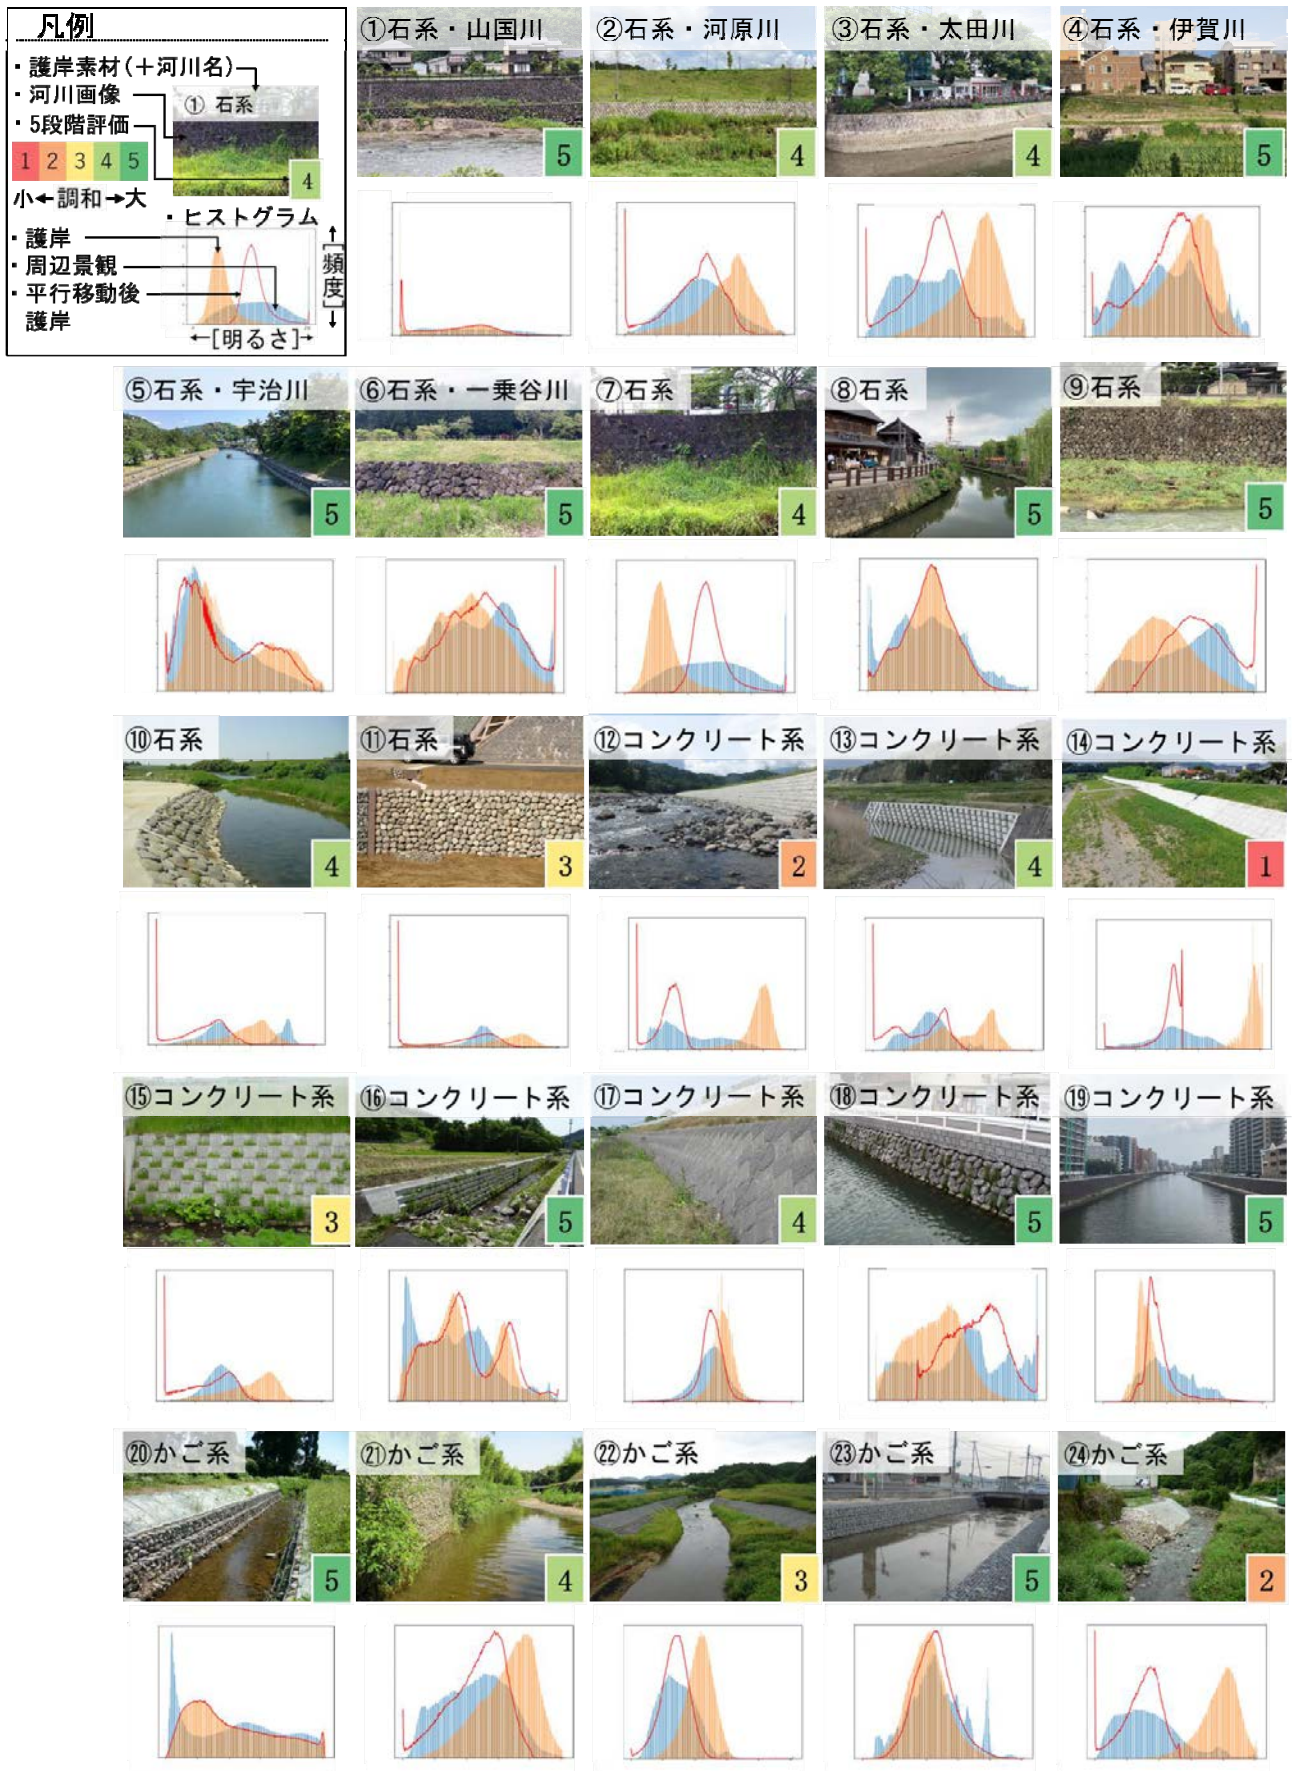 凡例
・護岸素材(＋河川名)
・河川画像
・5段階評価
① 石系
4
1 2 3 4 5
小←調和→大
・ヒストグラム
・護岸
・周辺景観
・平行移動後
護岸
[頻度]
←[明るさ]→
①石系・山国川
5
②石系・河原川
4
③石系・太田川
4
④石系・伊賀川
5
⑤石系・宇治川
5
⑥石系・一乗谷川
5
⑦石系
4
⑧石系
5
⑨石系
5
⑩石系
4
⑪石系
3
⑫コンクリート系
2
⑬コンクリート系
4
⑭コンクリート系
1
⑮コンクリート系
3
⑯コンクリート系
5
⑰コンクリート系
4
⑱コンクリート系
5
⑲コンクリート系
5
⑳かご系
5
㉑かご系
4
㉒かご系
3
㉓かご系
5
㉔かご系
2